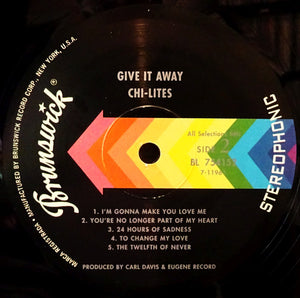 MANUFACTURED BY BRUNSWICK RECORD CORP., NEW YORK, U.S.A.
MARCA REGISTRADA
Brunswick
GIVE IT AWAY
CHI-LITES
STEREOPHONIC
All Selections
SIDE 2
BL
7-1196
1. I'M GONNA MAKE YOU LOVE ME
2. YOU'RE NO LONGER PART OF MY HEART
3. 24 HOURS OF SADNESS
4. TO CHANGE MY LOVE
5. THE TWELFTH OF NEVER
PRODUCED BY CARL DAVIS & EUGENE RECORD